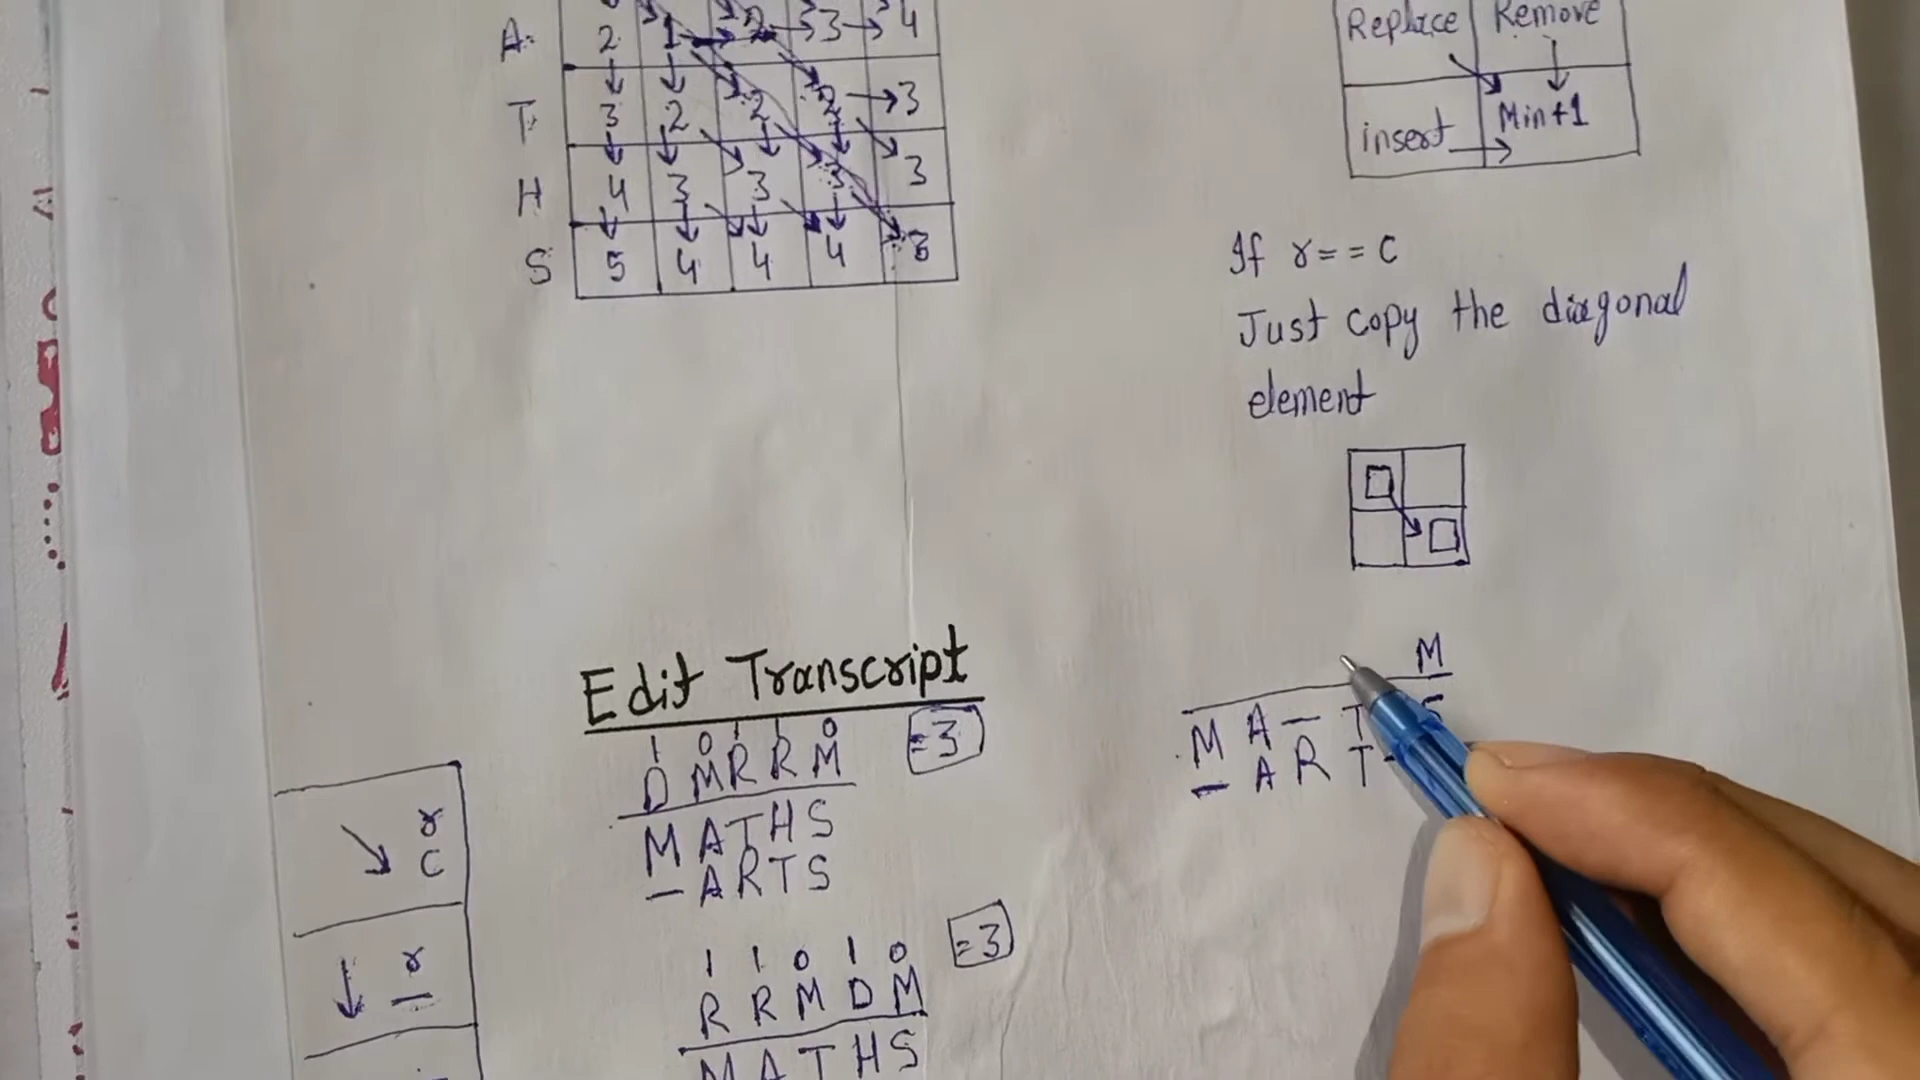 A 2 1 2 3 4
T 3 2 2 2 3
H 4 3 3 3 3
S 5 4 4 4 3
Replace Remove
insert Min+1
If r == C
Just copy the diagonal
element
Edit Transcript
1 0 1 1 0
D M R R M =3
M A T H S
– A R T S
1 1 0 1 0 =3
R R M D M
M A T H S
r
C
r
–
M
M A – T S
– A R T –